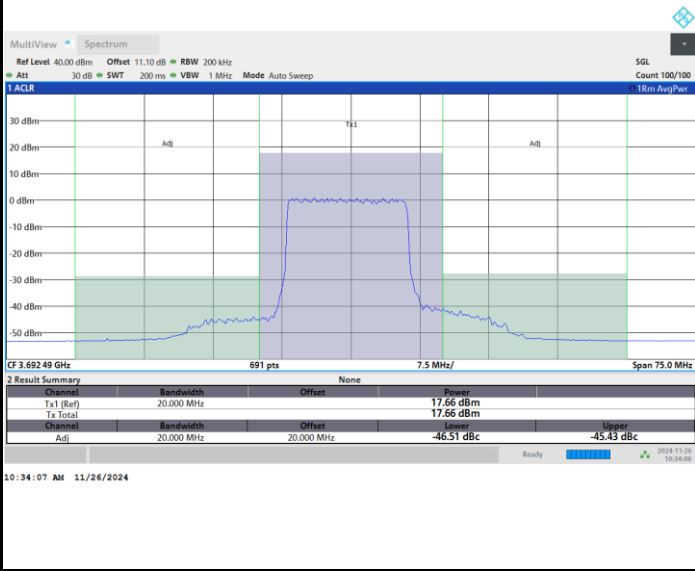 MultiView Spectrum
Ref Level 40.00 dBm Offset 11.10 dB RBW 200 kHz SGL
Att 30 dB SWT 200 ms VBW 1 MHz Mode Auto Sweep Count 100/100
1 ACLR 1Rm AvgPwr
Tx1
Adj Adj
30 dBm
20 dBm
10 dBm
0 dBm
-10 dBm
-20 dBm
-30 dBm
-40 dBm
-50 dBm
CF 3.692 49 GHz 691 pts 7.5 MHz/ Span 75.0 MHz
2 Result Summary None
Channel Bandwidth Offset Power
Tx1 (Ref) 20.000 MHz 17.66 dBm
Tx Total 17.66 dBm
Channel Bandwidth Offset Lower Upper
Adj 20.000 MHz 20.000 MHz -46.51 dBc -45.43 dBc
Ready 2024-11-26
10:34:08
10:34:07 AM 11/26/2024